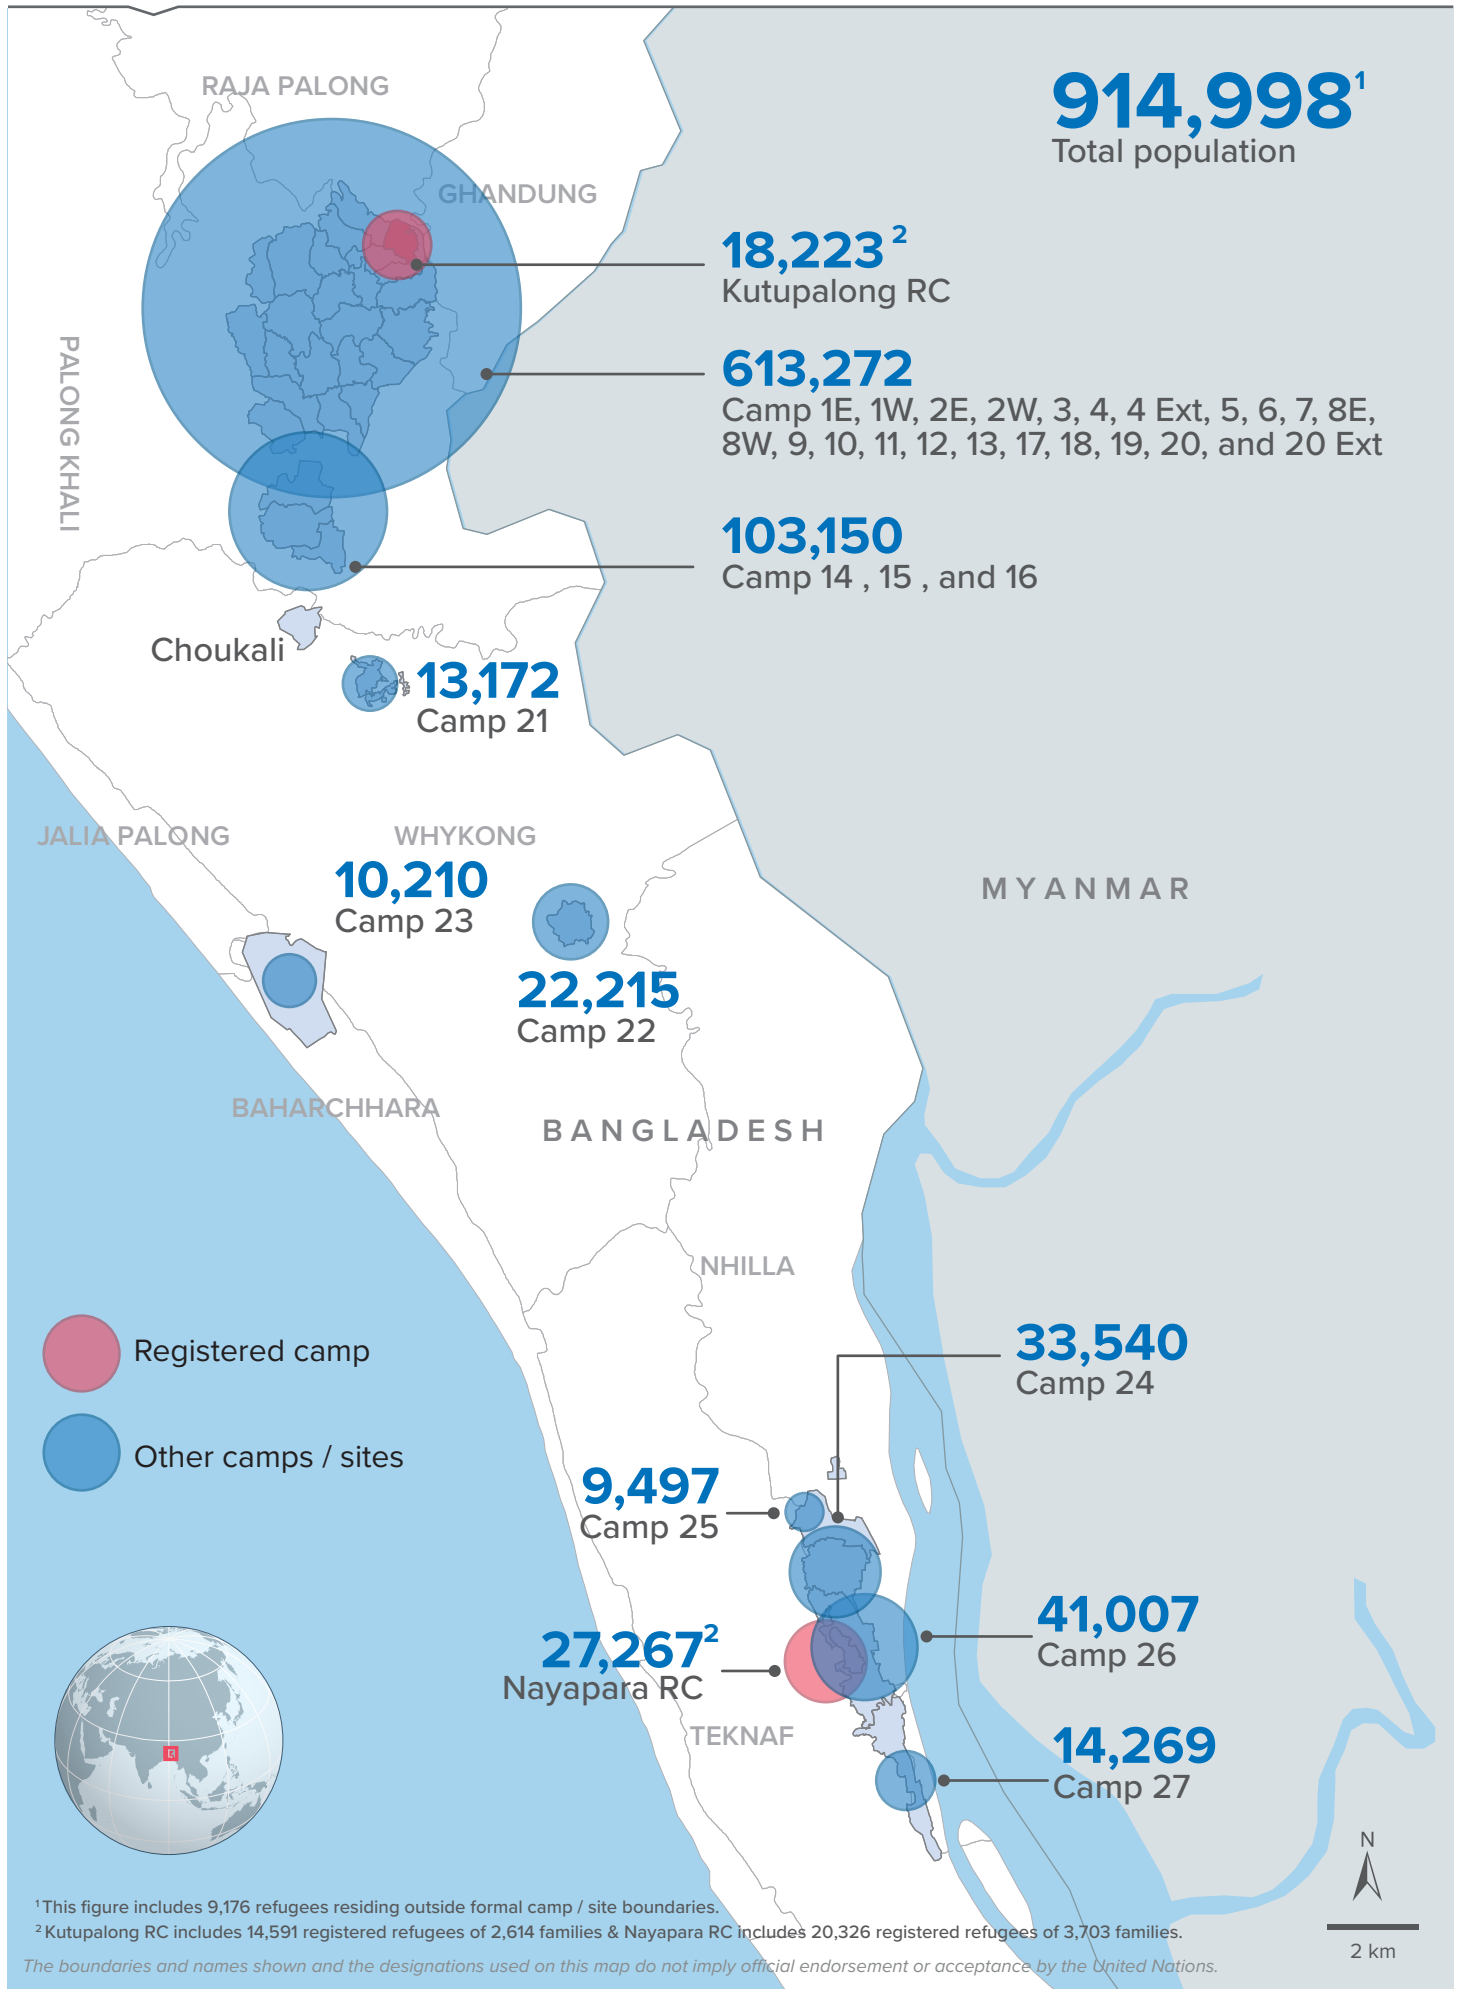 RAJA PALONG
914,998¹
Total population
GHANDUNG
18,223²
Kutupalong RC
PALONG KHALI
613,272
Camp 1E, 1W, 2E, 2W, 3, 4, 4 Ext, 5, 6, 7, 8E,
8W, 9, 10, 11, 12, 13, 17, 18, 19, 20, and 20 Ext
103,150
Camp 14 , 15 , and 16
Choukali
13,172
Camp 21
JALIA PALONG
WHYKONG
10,210
Camp 23
MYANMAR
22,215
Camp 22
BAHARCHHARA
BANGLADESH
NHILLA
33,540
Camp 24
Registered camp
Other camps / sites
9,497
Camp 25
41,007
Camp 26
27,267²
Nayapara RC
TEKNAF
14,269
Camp 27
N
2 km
¹ This figure includes 9,176 refugees residing outside formal camp / site boundaries.
² Kutupalong RC includes 14,591 registered refugees of 2,614 families & Nayapara RC includes 20,326 registered refugees of 3,703 families.
The boundaries and names shown and the designations used on this map do not imply official endorsement or acceptance by the United Nations.